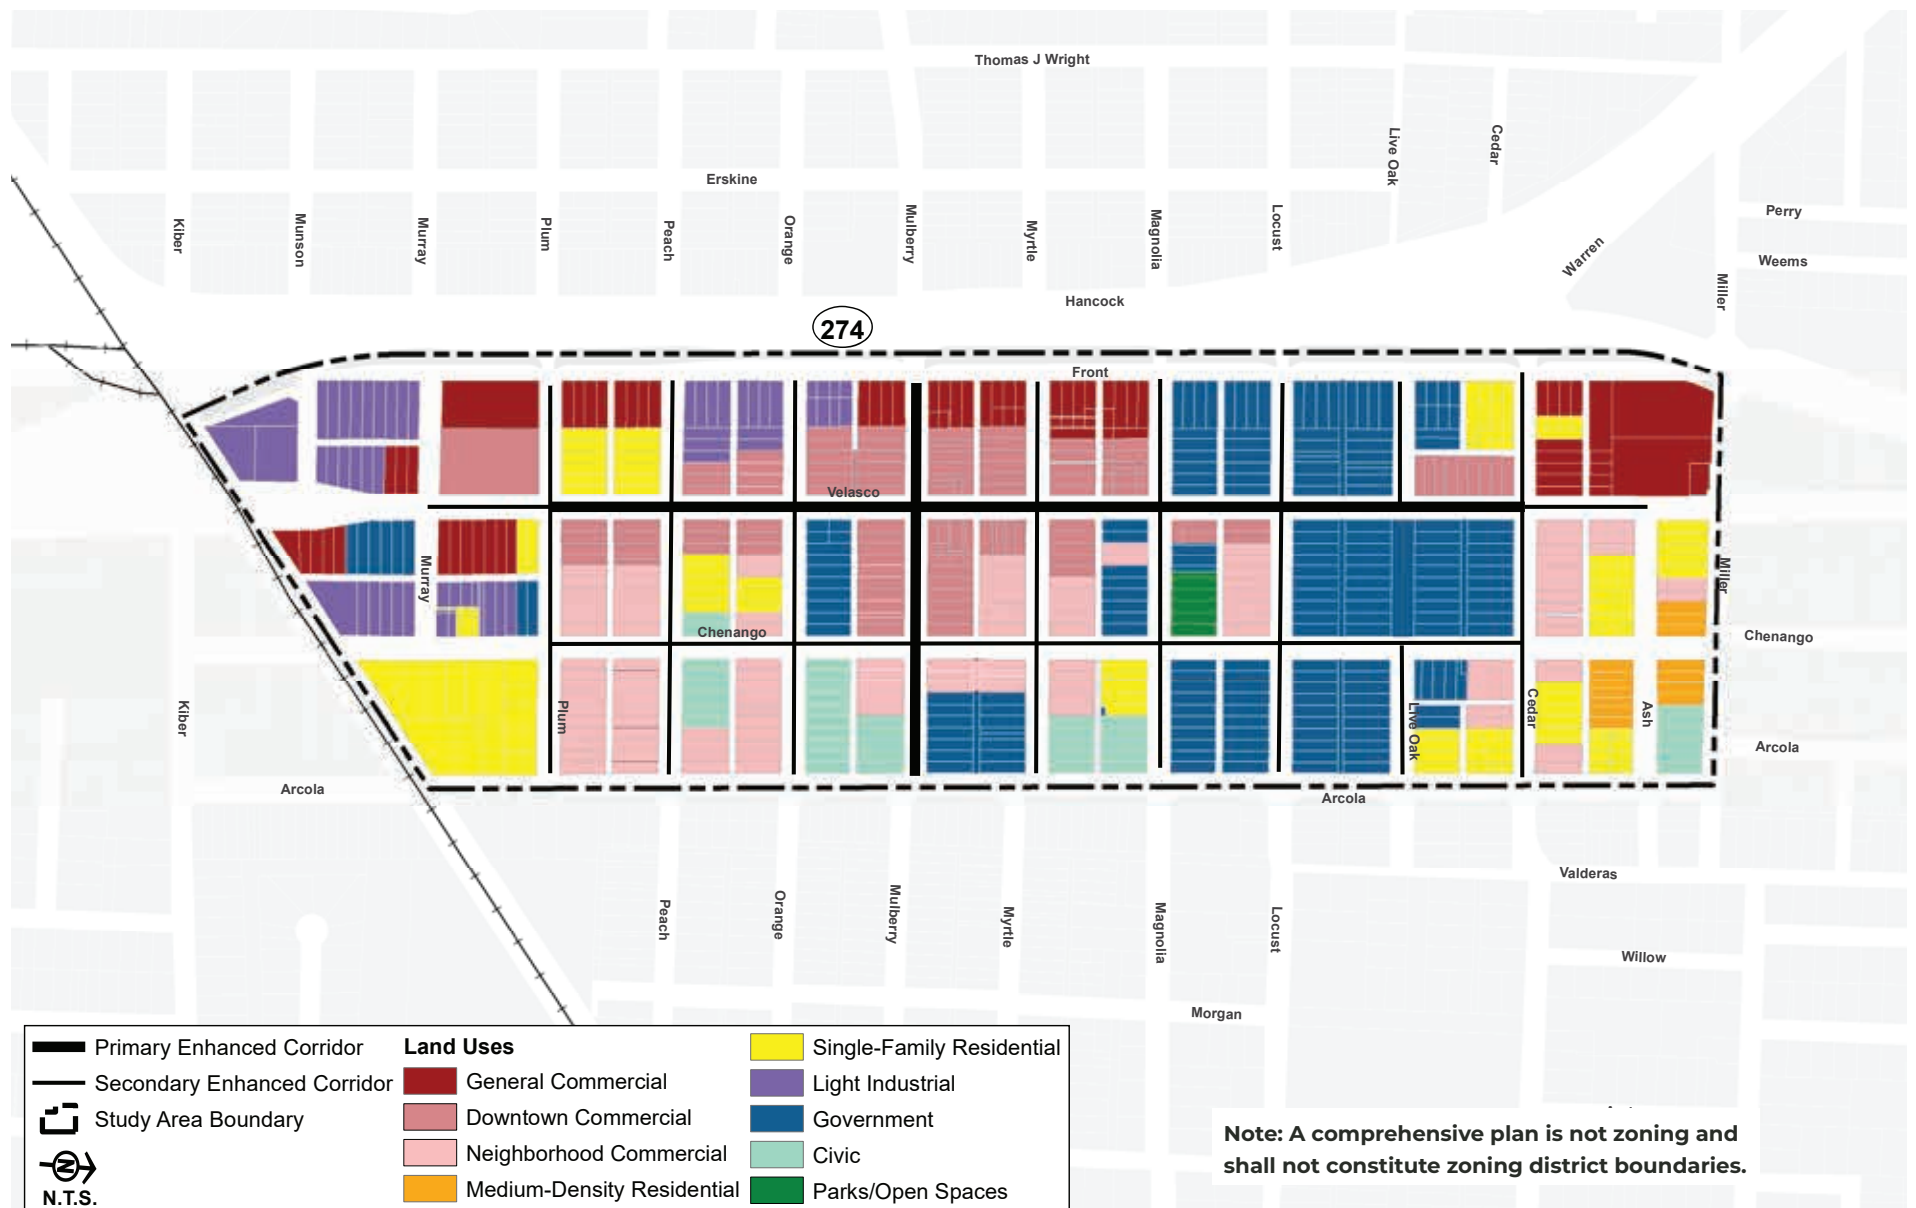 Thomas J Wright
Live Oak
Cedar
Erskine
Kiber
Munson
Murray
Plum
Peach
Orange
Mulberry
Myrtle
Magnolia
Locust
Perry
Warren
Weems
Miller
Hancock
274
Front
Velasco
Murray
Miller
Chenango
Chenango
Kiber
Plum
Live Oak
Cedar
Ash
Arcola
Arcola
Arcola
Valderas
Peach
Orange
Mulberry
Myrtle
Magnolia
Locust
Willow
Morgan
Primary Enhanced Corridor
Secondary Enhanced Corridor
Study Area Boundary
N
N.T.S.
Land Uses
General Commercial
Downtown Commercial
Neighborhood Commercial
Medium-Density Residential
Single-Family Residential
Light Industrial
Government
Civic
Parks/Open Spaces
Note: A comprehensive plan is not zoning and
shall not constitute zoning district boundaries.